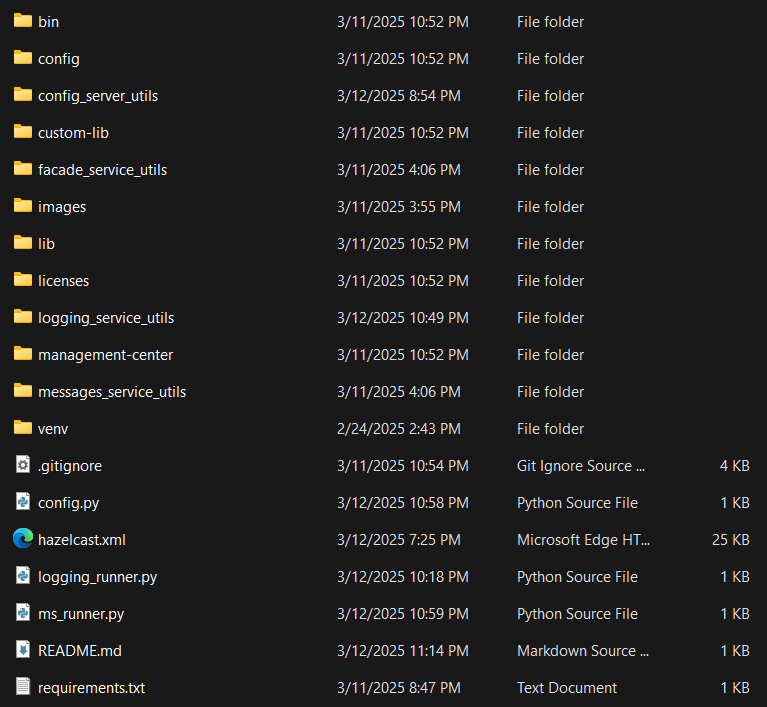 bin 3/11/2025 10:52 PM File folder
config 3/11/2025 10:52 PM File folder
config_server_utils 3/12/2025 8:54 PM File folder
custom-lib 3/11/2025 10:52 PM File folder
facade_service_utils 3/11/2025 4:06 PM File folder
images 3/11/2025 3:55 PM File folder
lib 3/11/2025 10:52 PM File folder
licenses 3/11/2025 10:52 PM File folder
logging_service_utils 3/12/2025 10:49 PM File folder
management-center 3/11/2025 10:52 PM File folder
messages_service_utils 3/11/2025 4:06 PM File folder
venv 2/24/2025 2:43 PM File folder
.gitignore 3/11/2025 10:54 PM Git Ignore Source ... 4 KB
config.py 3/12/2025 10:58 PM Python Source File 1 KB
hazelcast.xml 3/12/2025 7:25 PM Microsoft Edge HT... 25 KB
logging_runner.py 3/12/2025 10:18 PM Python Source File 1 KB
ms_runner.py 3/12/2025 10:59 PM Python Source File 1 KB
README.md 3/12/2025 11:14 PM Markdown Source ... 1 KB
requirements.txt 3/11/2025 8:47 PM Text Document 1 KB